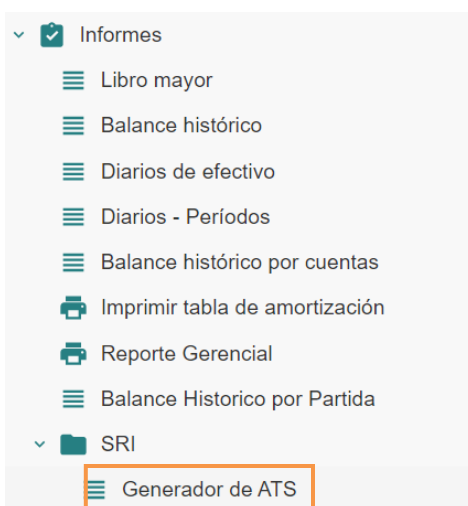 Informes
Libro mayor
Balance histórico
Diarios de efectivo
Diarios - Períodos
Balance histórico por cuentas
Imprimir tabla de amortización
Reporte Gerencial
Balance Historico por Partida
SRI
Generador de ATS